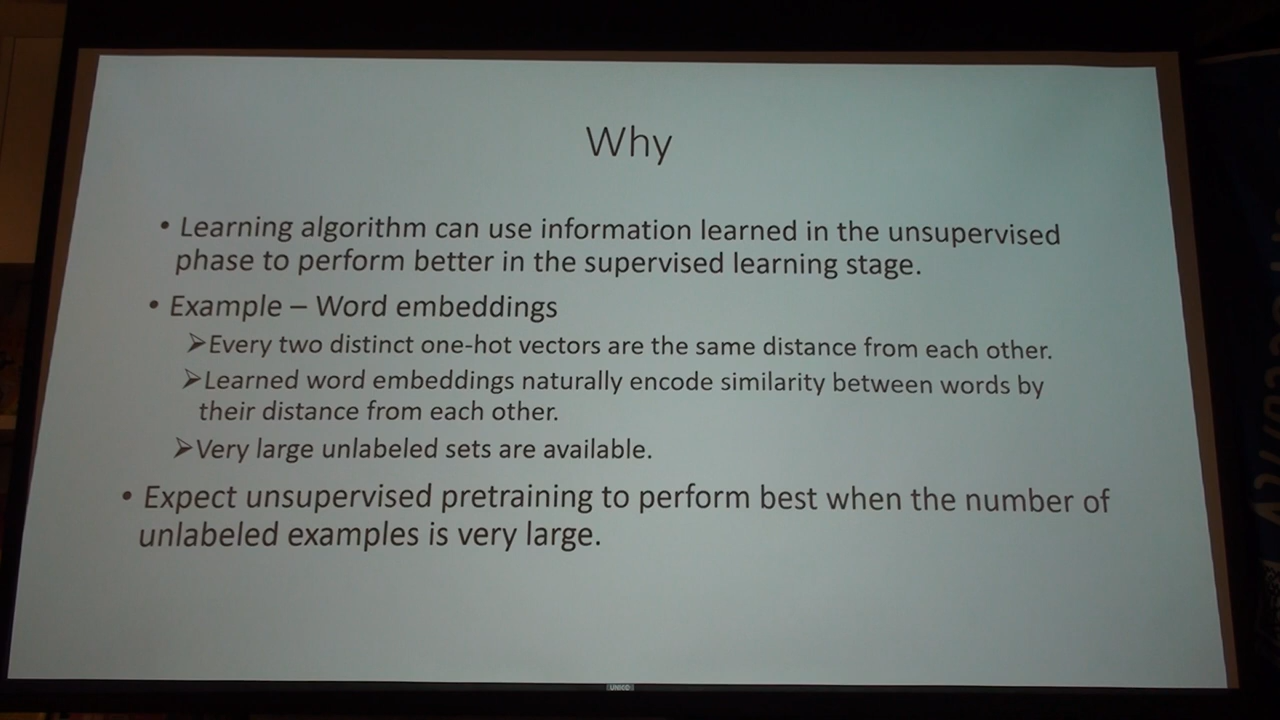 Why
• Learning algorithm can use information learned in the unsupervised
phase to perform better in the supervised learning stage.
• Example – Word embeddings
➢Every two distinct one-hot vectors are the same distance from each other.
➢Learned word embeddings naturally encode similarity between words by
their distance from each other.
➢Very large unlabeled sets are available.
• Expect unsupervised pretraining to perform best when the number of
unlabeled examples is very large.